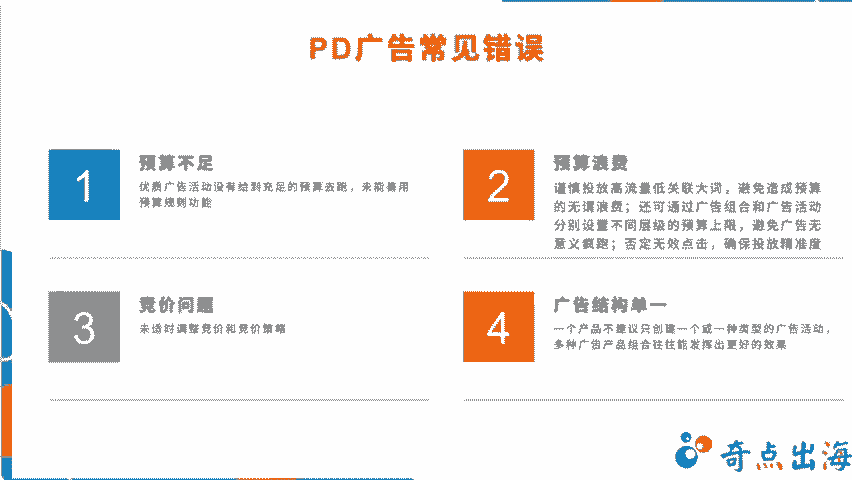 PD广告常见错误
1
预算不足
优质广告活动没有给到充足的预算去跑，未能善用
预算规则功能
2
预算浪费
谨慎投放高流量低关联大词，避免造成预算
的无谓浪费；还可通过广告组合和广告活动
分别设置不同层级的预算上限，避免广告无
意义疯跑；否定无效点击，确保投放精准度
3
竞价问题
未适时调整竞价和竞价策略
4
广告结构单一
一个产品不建议只创建一个或一种类型的广告活动，
多种广告产品组合往往能发挥出更好的效果
奇点出海